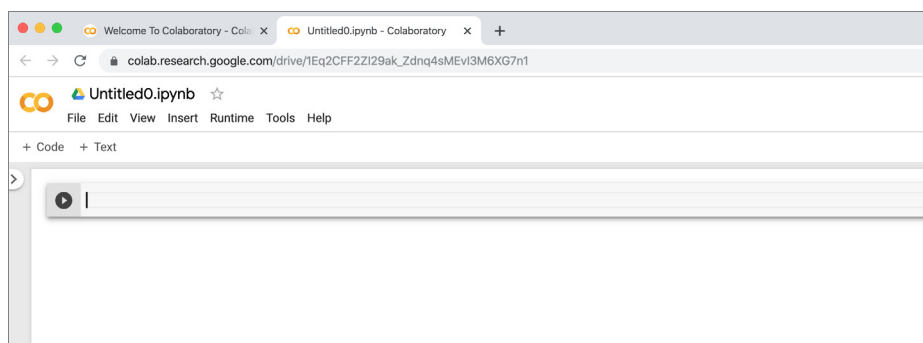 Welcome To Colaboratory - Cola
Untitled0.ipynb - Colaboratory
colab.research.google.com/drive/1Eq2CFF2ZI29ak_Zdnq4sMEvI3M6XG7n1
Untitled0.ipynb
File Edit View Insert Runtime Tools Help
+ Code + Text